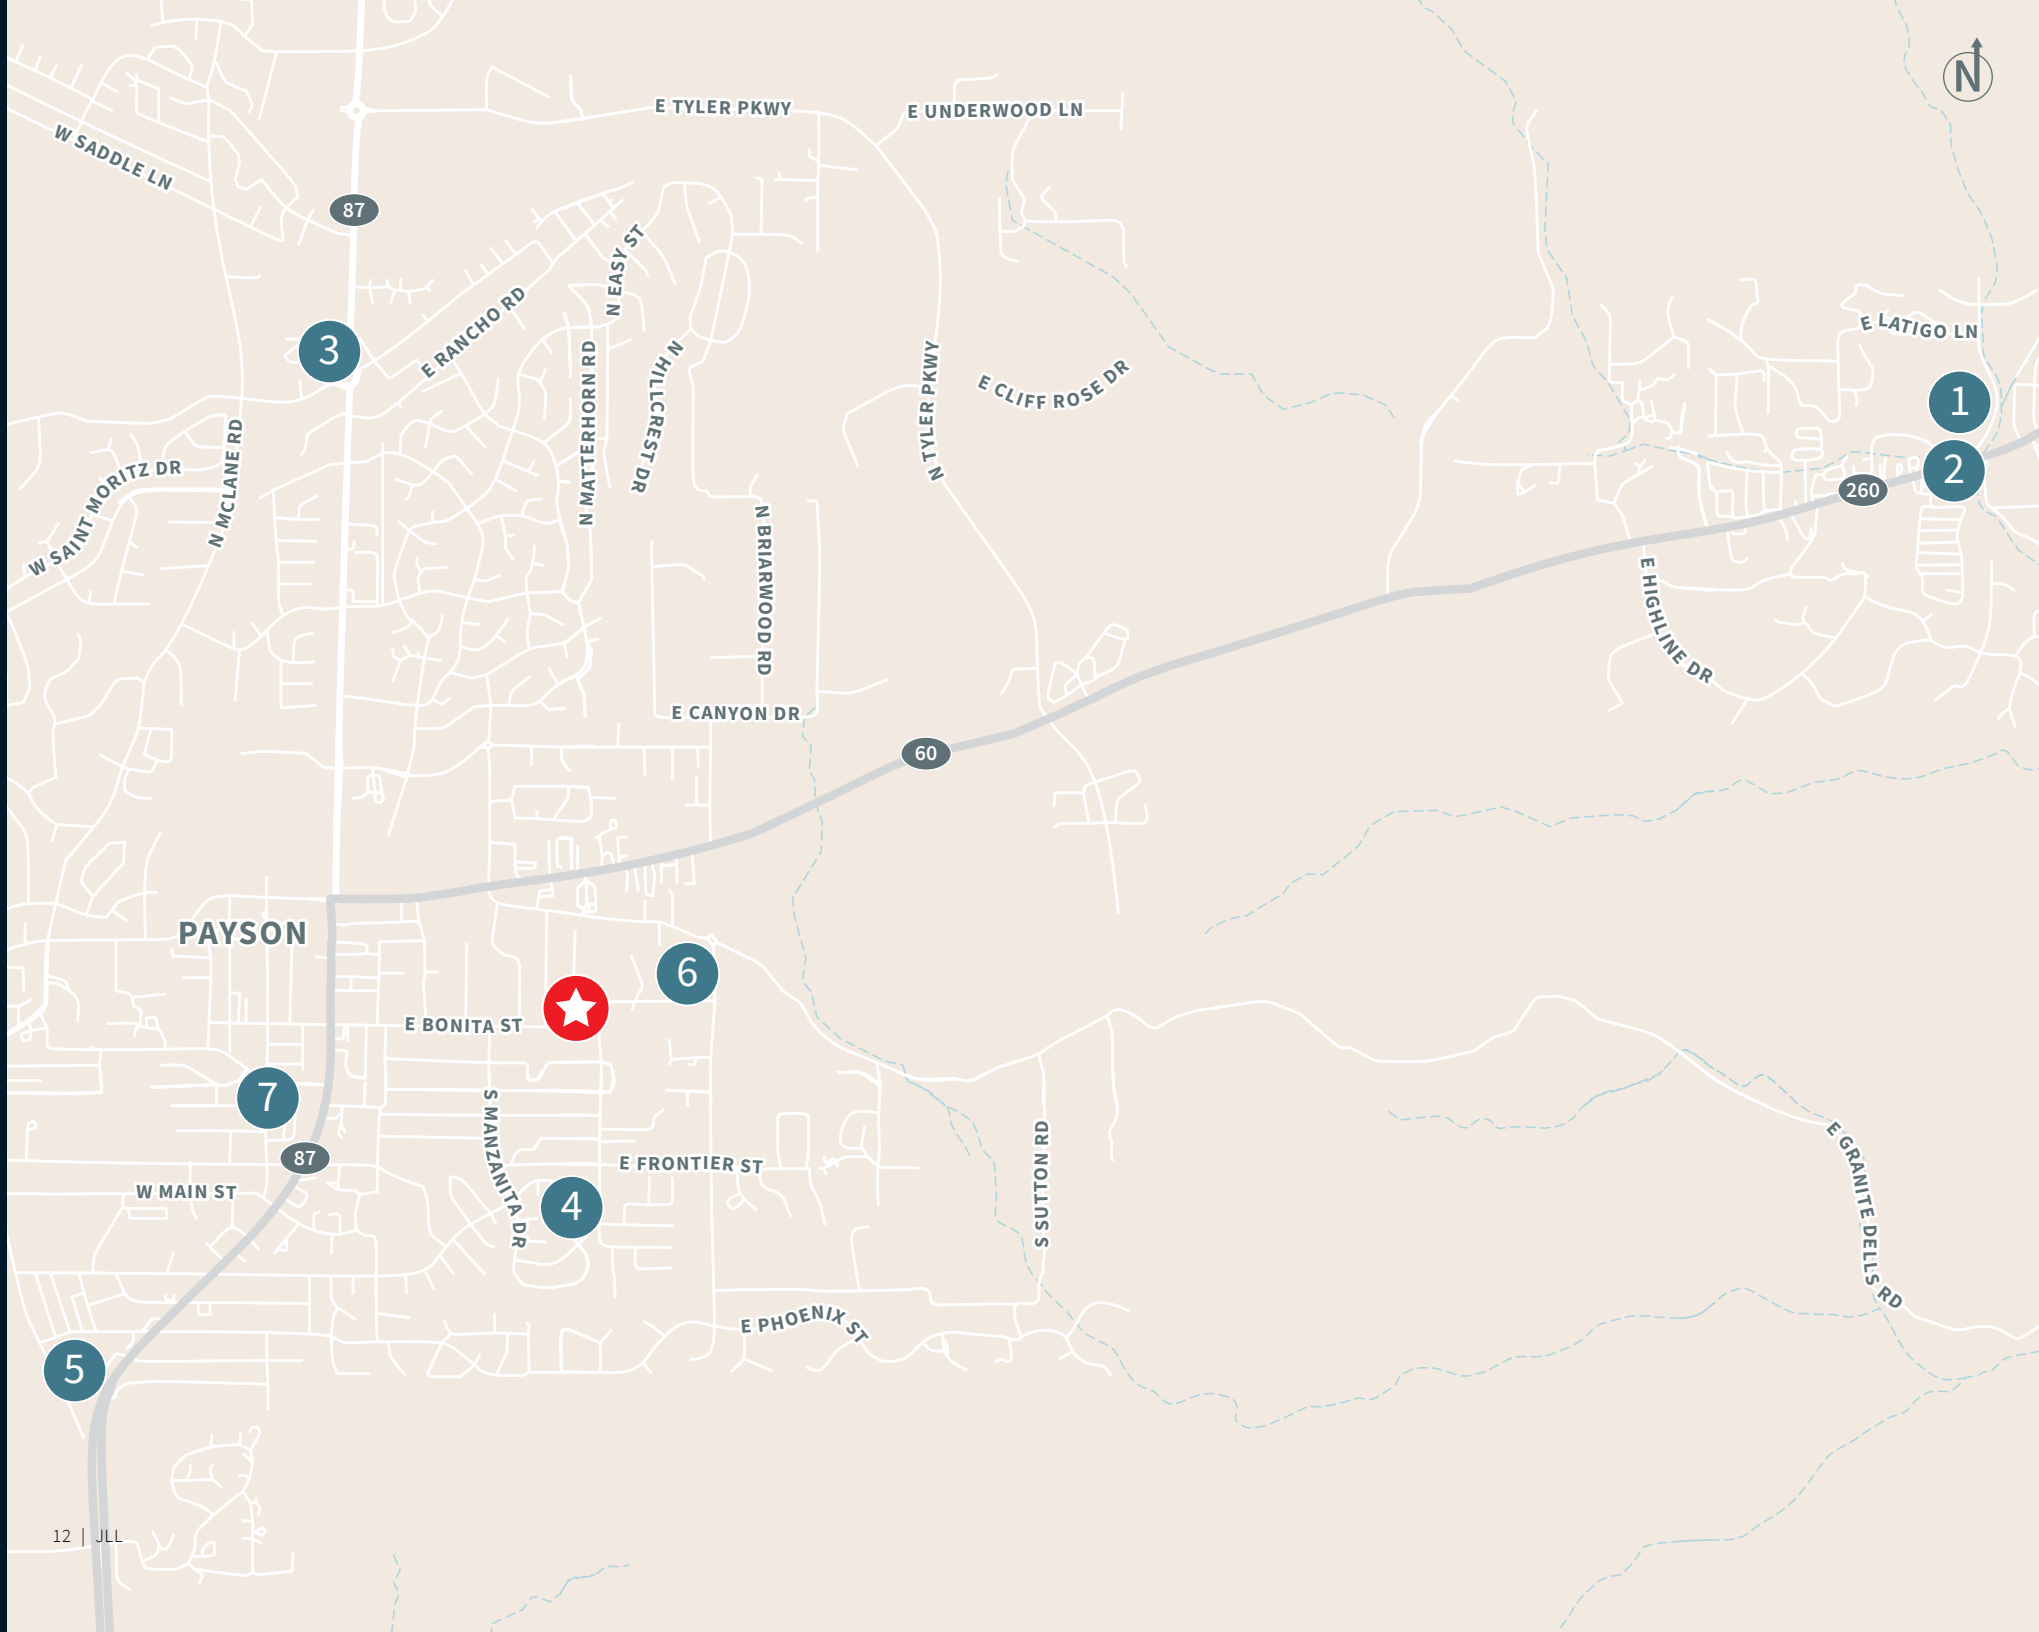 N
E TYLER PKWY
E UNDERWOOD LN
W SADDLE LN
87
N EASY ST
E RANCHO RD
3
E LATIGO LN
N MATTERHORN RD
N HILLCREST DR
N TYLER PKWY
E CLIFF ROSE DR
1
N MCLANE RD
W SAINT MORITZ DR
2
260
N BRIARWOOD RD
E HIGHLINE DR
E CANYON DR
60
PAYSON
6
E BONITA ST
7
S MANZANITA DR
87
E FRONTIER ST
W MAIN ST
4
S SUTTON RD
E GRANITE DELLS RD
E PHOENIX ST
5
12 | JLL